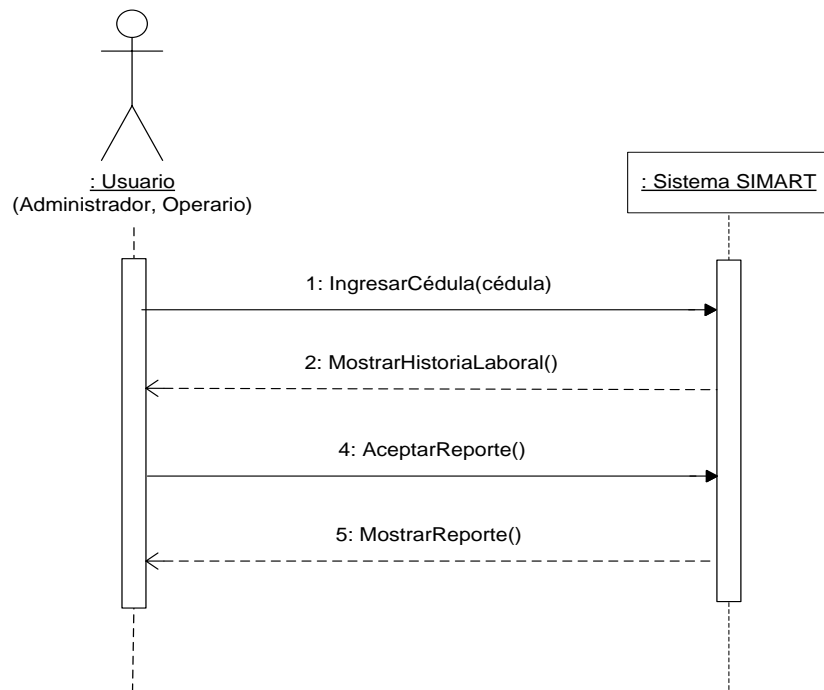 : Usuario
(Administrador, Operario)
: Sistema SIMART
1: IngresarCédula(cédula)
2: MostrarHistoriaLaboral()
4: AceptarReporte()
5: MostrarReporte()